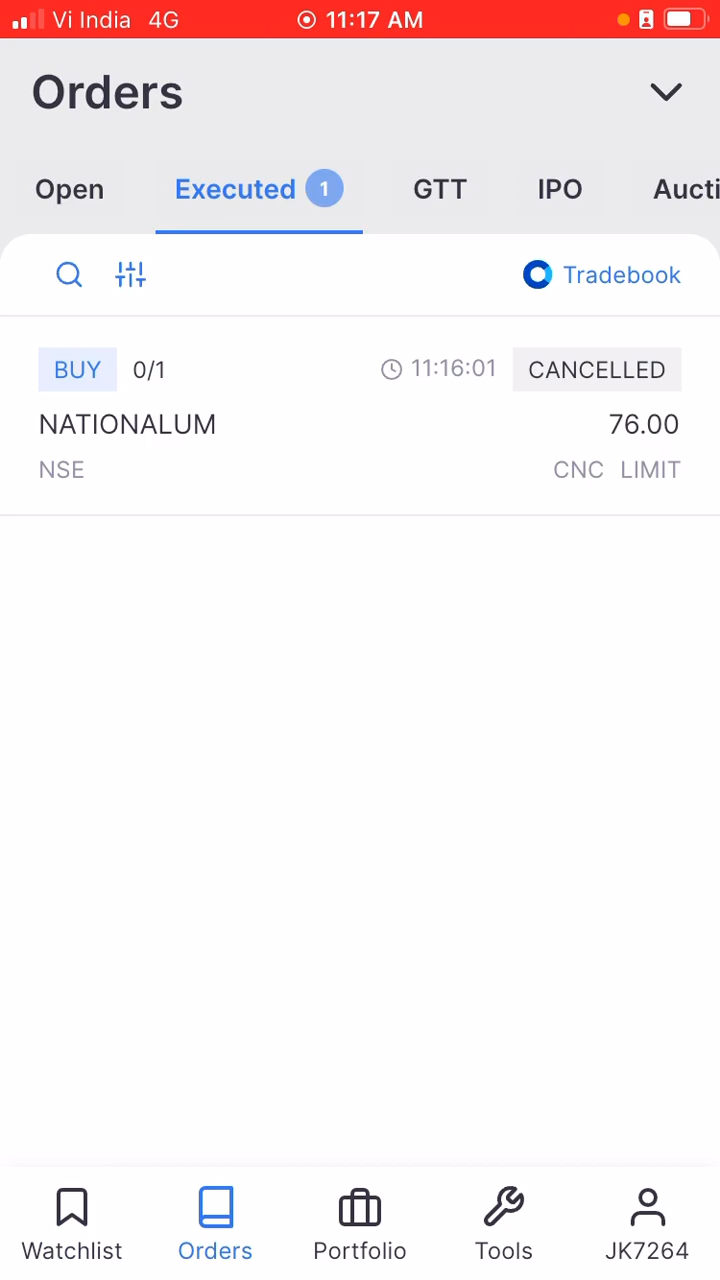 Vi India 4G 11:17 AM
Orders
Open Executed 1 GTT IPO Aucti
Tradebook
BUY 0/1 11:16:01 CANCELLED
NATIONALUM 76.00
NSE CNC LIMIT
Watchlist Orders Portfolio Tools JK7264